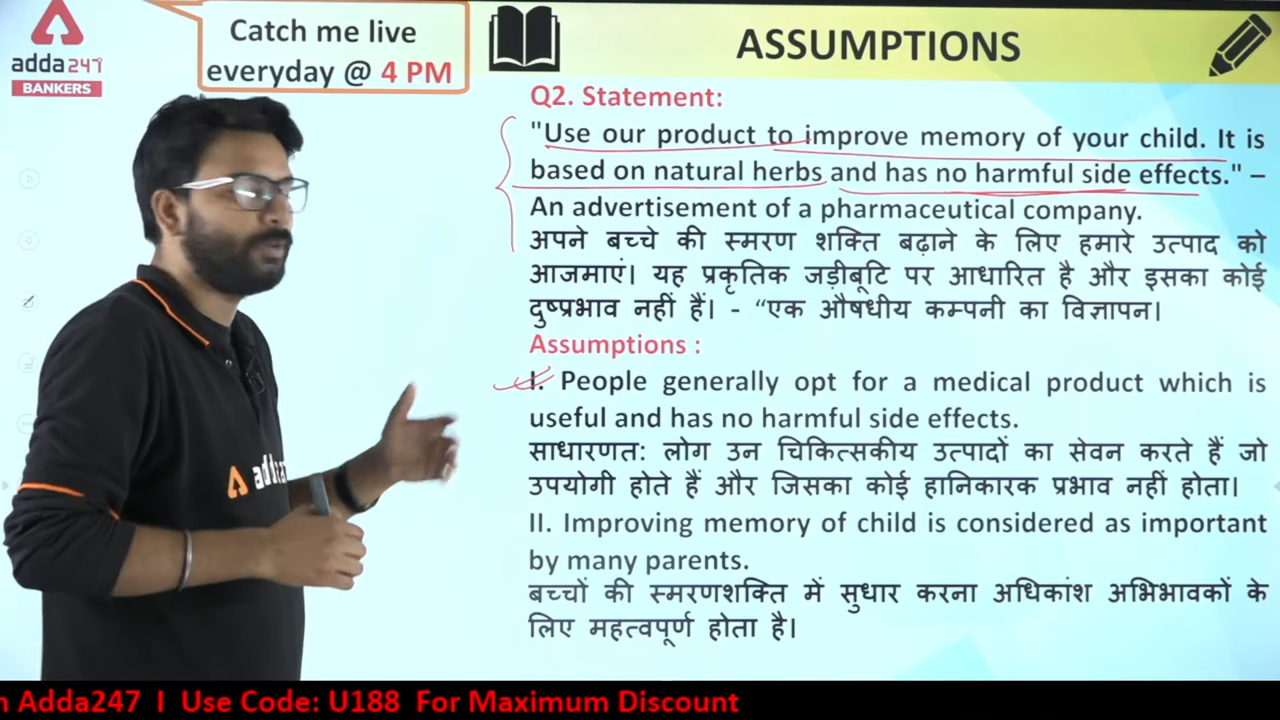 adda247
BANKERS
Catch me live
everyday @ 4 PM
ASSUMPTIONS
Q2. Statement:
"Use our product to improve memory of your child. It is
based on natural herbs and has no harmful side effects." –
An advertisement of a pharmaceutical company.
अपने बच्चे की स्मरण शक्ति बढ़ाने के लिए हमारे उत्पाद को
आजमाएं। यह प्रकृतिक जड़ीबूटि पर आधारित है और इसका कोई
दुष्प्रभाव नहीं हैं। - “एक औषधीय कम्पनी का विज्ञापन।
Assumptions :
I. People generally opt for a medical product which is
useful and has no harmful side effects.
साधारणत: लोग उन चिकित्सकीय उत्पादों का सेवन करते हैं जो
उपयोगी होते हैं और जिसका कोई हानिकारक प्रभाव नहीं होता।
II. Improving memory of child is considered as important
by many parents.
बच्चों की स्मरणशक्ति में सुधार करना अधिकांश अभिभावकों के
लिए महत्वपूर्ण होता है।
Adda247 I Use Code: U188 For Maximum Discount